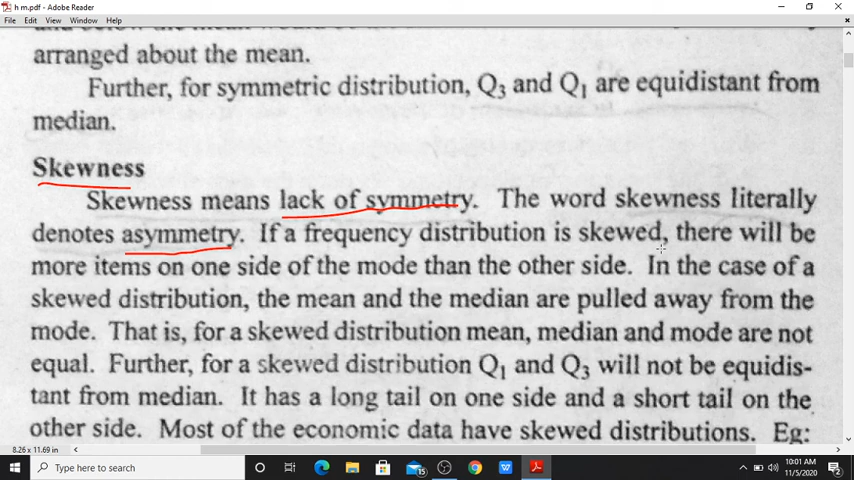 h m.pdf - Adobe Reader
File Edit View Window Help
arranged about the mean.
Further, for symmetric distribution, Q3 and Q1 are equidistant from
median.
Skewness
Skewness means lack of symmetry. The word skewness literally
denotes asymmetry. If a frequency distribution is skewed, there will be
more items on one side of the mode than the other side. In the case of a
skewed distribution, the mean and the median are pulled away from the
mode. That is, for a skewed distribution mean, median and mode are not
equal. Further, for a skewed distribution Q1 and Q3 will not be equidis-
tant from median. It has a long tail on one side and a short tail on the
other side. Most of the economic data have skewed distributions. Eg:
8.26 x 11.69 in
Type here to search
15
10:01 AM
11/5/2020
2